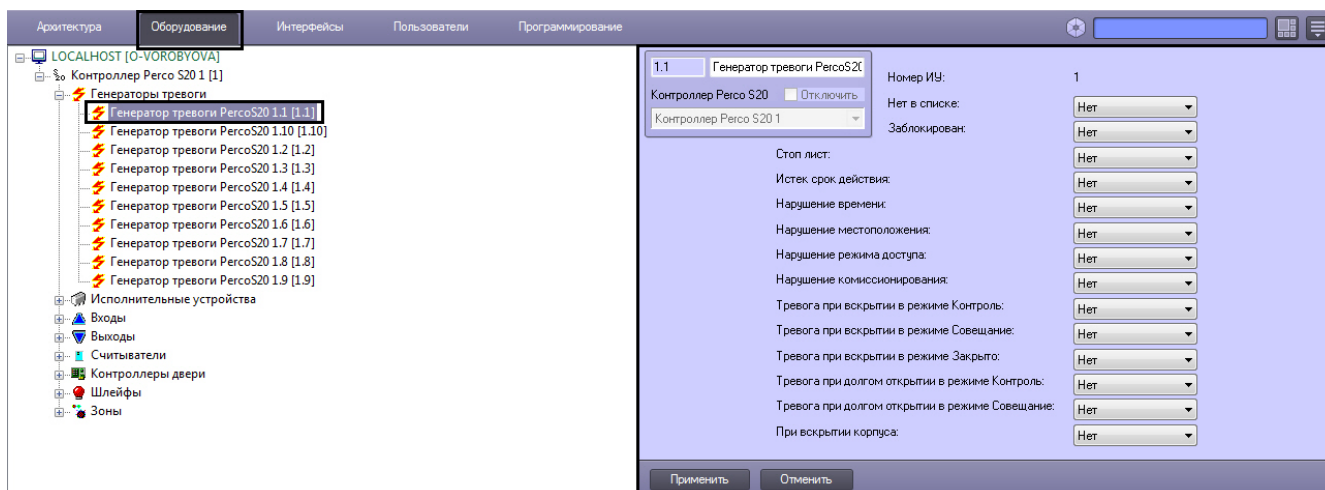 Архитектура Оборудование Интерфейсы Пользователи Программирование
LOCALHOST [O-VOROBYOVA]
Контроллер Perco S20 1 [1]
Генераторы тревоги
Генератор тревоги PercoS20 1.1 [1.1]
Генератор тревоги PercoS20 1.10 [1.10]
Генератор тревоги PercoS20 1.2 [1.2]
Генератор тревоги PercoS20 1.3 [1.3]
Генератор тревоги PercoS20 1.4 [1.4]
Генератор тревоги PercoS20 1.5 [1.5]
Генератор тревоги PercoS20 1.6 [1.6]
Генератор тревоги PercoS20 1.7 [1.7]
Генератор тревоги PercoS20 1.8 [1.8]
Генератор тревоги PercoS20 1.9 [1.9]
Исполнительные устройства
Входы
Выходы
Считыватели
Контроллеры двери
Шлейфы
Зоны
1.1 Генератор тревоги PercoS2(
Контроллер Perco S20 Отключить
Контроллер Perco S20 1
Номер ИУ: 1
Нет в списке: Нет
Заблокирован: Нет
Стоп лист: Нет
Истек срок действия: Нет
Нарушение времени: Нет
Нарушение местоположения: Нет
Нарушение режима доступа: Нет
Нарушение комиссионирования: Нет
Тревога при вскрытии в режиме Контроль: Нет
Тревога при вскрытии в режиме Совещание: Нет
Тревога при вскрытии в режиме Закрыто: Нет
Тревога при долгом открытии в режиме Контроль: Нет
Тревога при долгом открытии в режиме Совещание: Нет
При вскрытии корпуса: Нет
Применить Отменить